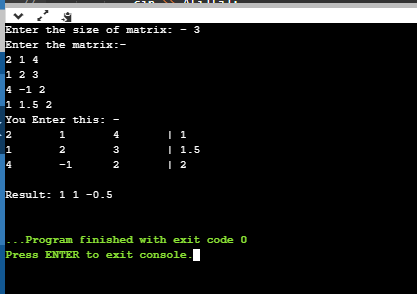 cin >> A[i][j];
Enter the size of matrix: - 3
Enter the matrix:-
2 1 4
1 2 3
4 -1 2
1 1.5 2
You Enter this: -
2 1 4 | 1
1 2 3 | 1.5
4 -1 2 | 2
Result: 1 1 -0.5
...Program finished with exit code 0
Press ENTER to exit console.